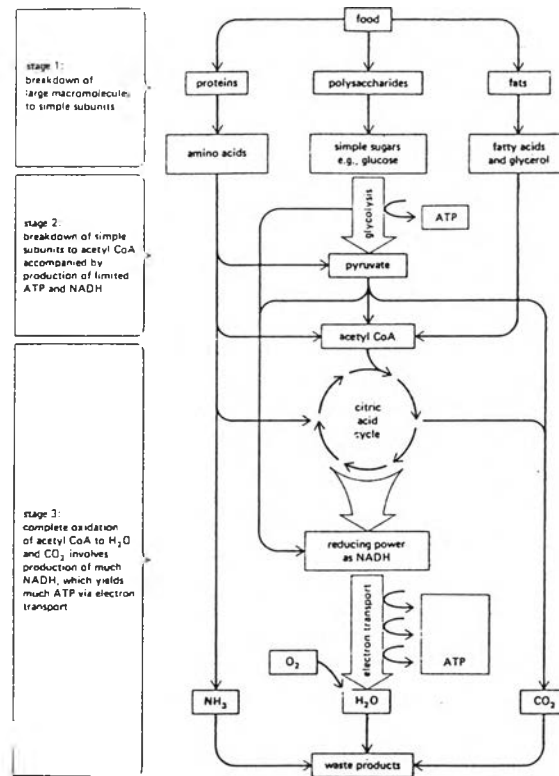 food
stage 1:
breakdown of
large macromolecules
to simple subunits
proteins
polysaccharides
fats
amino acids
simple sugars
e.g., glucose
fatty acids
and glycerol
stage 2:
breakdown of simple
subunits to acetyl CoA
accompanied by
production of limited
ATP and NADH
glycolysis
ATP
pyruvate
acetyl CoA
citric
acid
cycle
stage 3:
complete oxidation
of acetyl CoA to H₂O
and CO₂ involves
production of much
NADH, which yields
much ATP via electron
transport
reducing power
as NADH
electron transport
ATP
O₂
NH₃
H₂O
CO₂
waste products